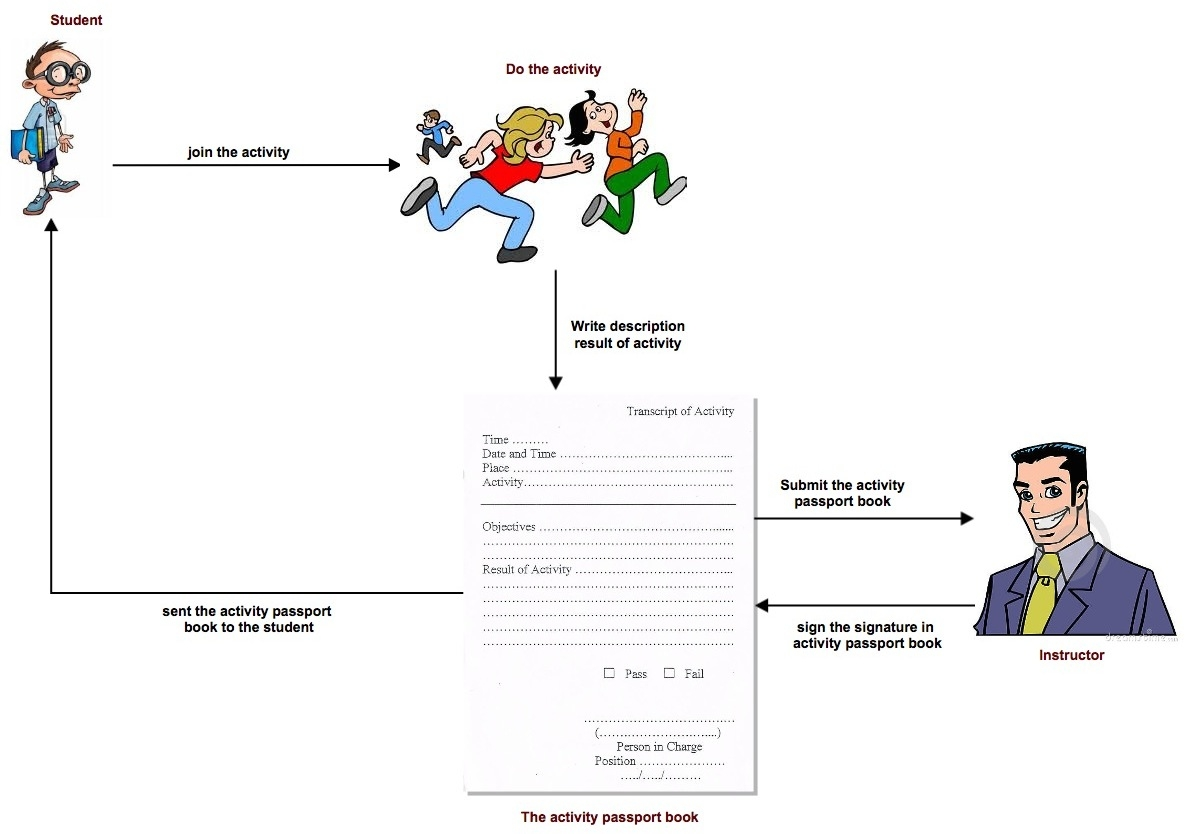 Student
Do the activity
join the activity
Write description
result of activity
Transcript of Activity
Time .........
Date and Time ..........................................
Place ......................................................
Activity...................................................
Objectives ................................................
...............................................................
...............................................................
Result of Activity .......................................
...............................................................
...............................................................
...............................................................
...............................................................
...............................................................
☐ Pass ☐ Fail
......................................
(..............................)
Person in Charge
Position ......................
...../...../.........
Submit the activity
passport book
sign the signature in
activity passport book
Instructor
sent the activity passport
book to the student
The activity passport book